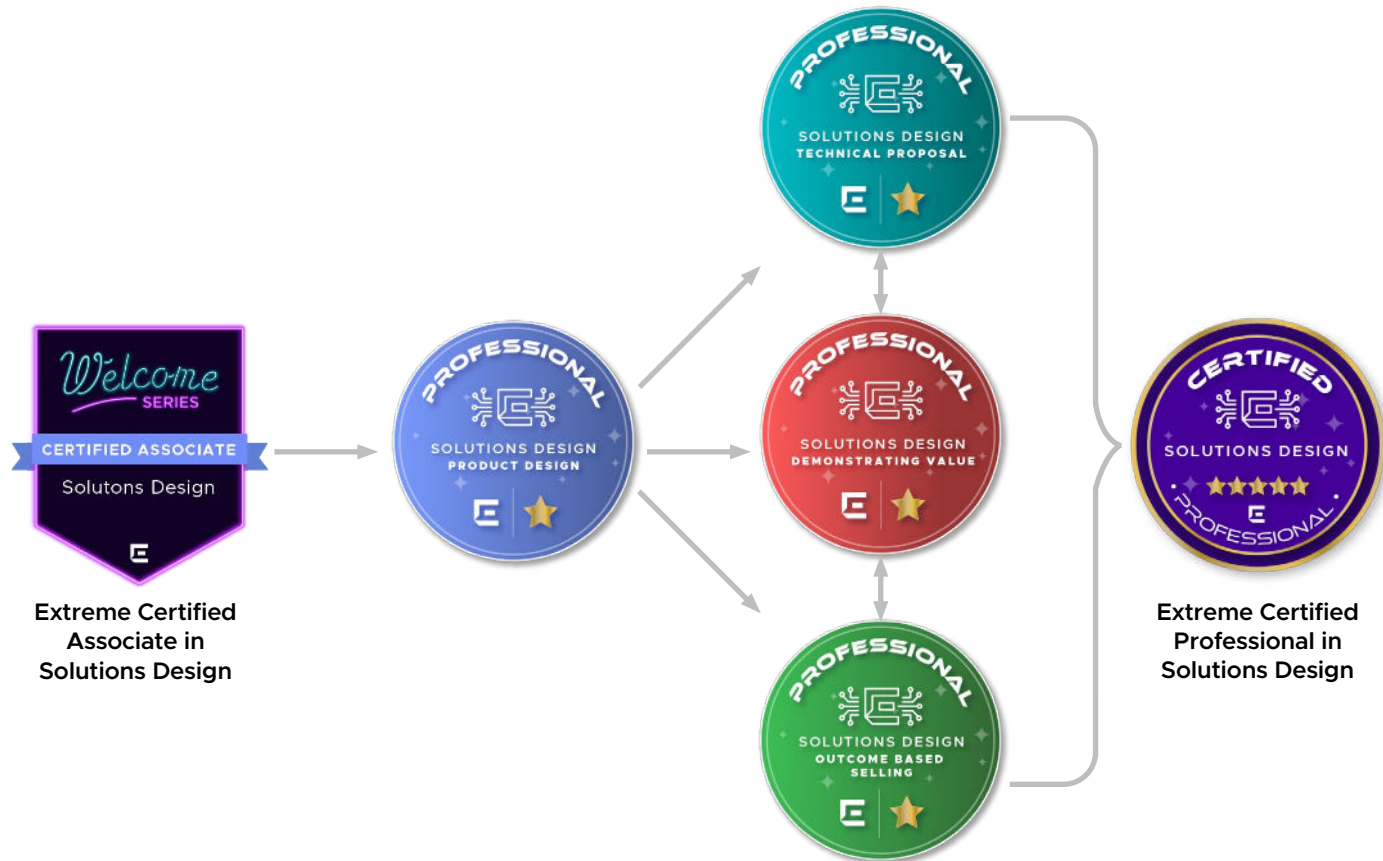 Welcome
SERIES
CERTIFIED ASSOCIATE
Solutons Design
Extreme Certified
Associate in
Solutions Design
PROFESSIONAL
SOLUTIONS DESIGN
PRODUCT DESIGN
PROFESSIONAL
SOLUTIONS DESIGN
TECHNICAL PROPOSAL
PROFESSIONAL
SOLUTIONS DESIGN
DEMONSTRATING VALUE
PROFESSIONAL
SOLUTIONS DESIGN
OUTCOME BASED
SELLING
CERTIFIED
SOLUTIONS DESIGN
PROFESSIONAL
Extreme Certified
Professional in
Solutions Design